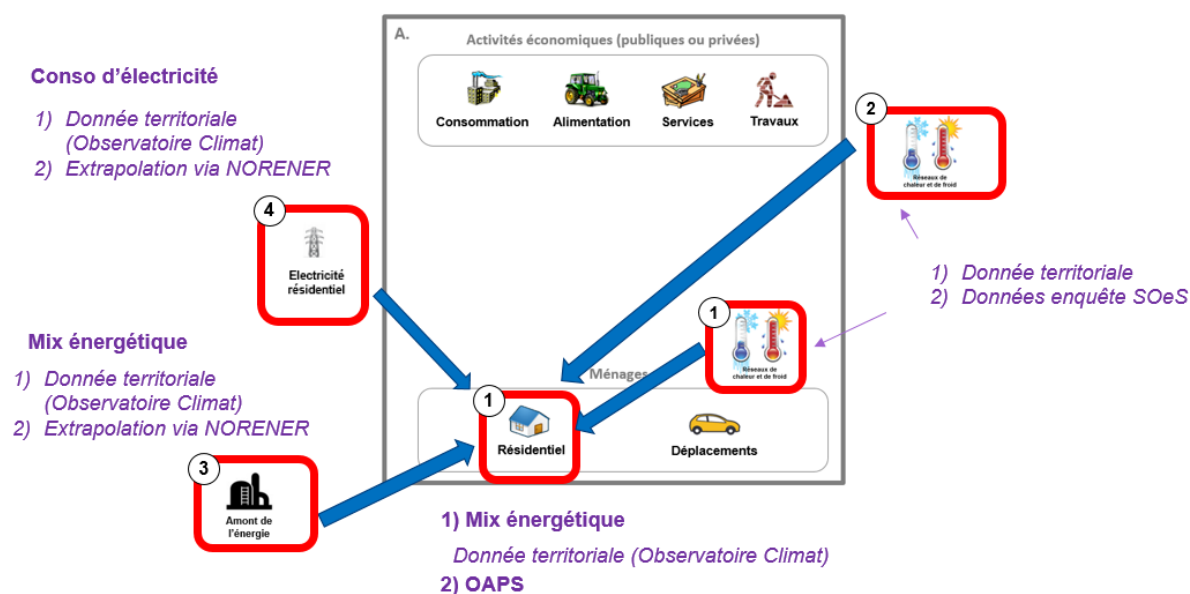 A.
Activités économiques (publiques ou privées)
Consommation
Alimentation
Services
Travaux
Conso d'électricité
1) Donnée territoriale
(Observatoire Climat)
2) Extrapolation via NORENER
2
Réseaux de
chaleur et de froid
4
Electricité
résidentiel
1) Donnée territoriale
2) Données enquête SOeS
Mix énergétique
1) Donnée territoriale
(Observatoire Climat)
2) Extrapolation via NORENER
1
Réseaux de
chaleur et de froid
Ménages
1
Résidentiel
Déplacements
3
Amont de
l'énergie
1) Mix énergétique
Donnée territoriale (Observatoire Climat)
2) OAPS